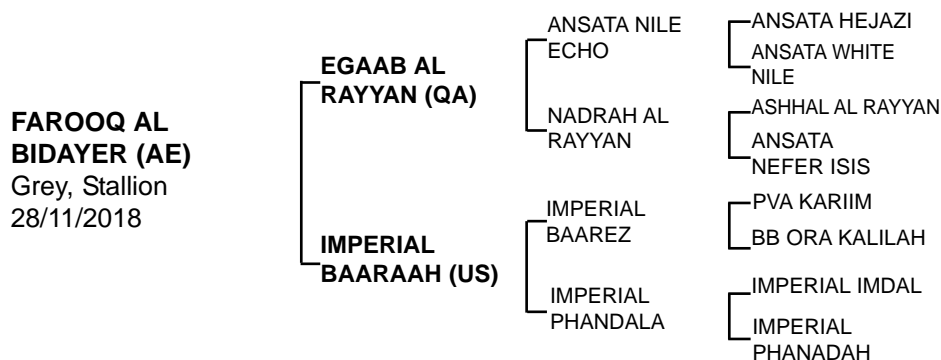 FAROOQ AL
BIDAYER (AE)
Grey, Stallion
28/11/2018
EGAAB AL
RAYYAN (QA)
IMPERIAL
BAARAAH (US)
ANSATA NILE
ECHO
NADRAH AL
RAYYAN
IMPERIAL
BAAREZ
IMPERIAL
PHANDALA
ANSATA HEJAZI
ANSATA WHITE
NILE
ASHHAL AL RAYYAN
ANSATA
NEFER ISIS
PVA KARIIM
BB ORA KALILAH
IMPERIAL IMDAL
IMPERIAL
PHANADAH